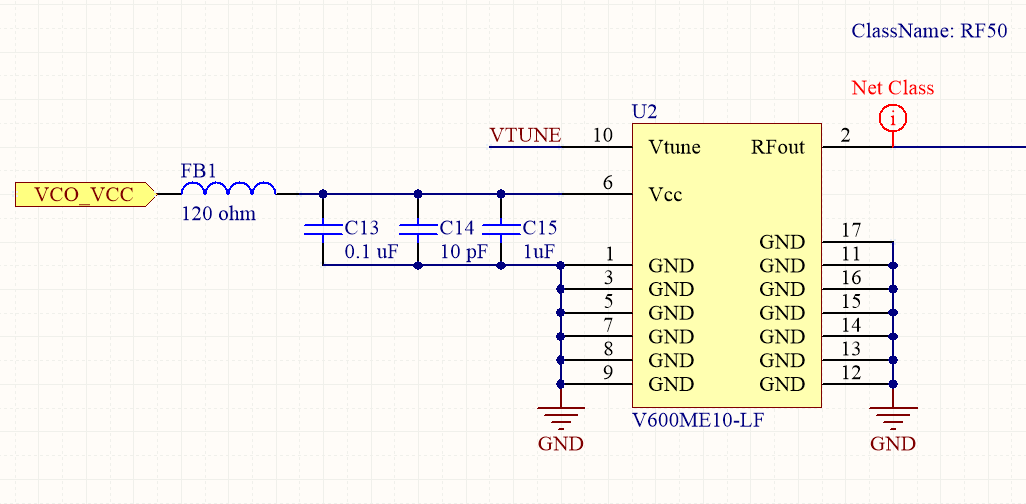 ClassName: RF50
Net Class
i
U2
VTUNE
10
Vtune
RFout
2
FB1
VCO_VCC
120 ohm
6
Vcc
C13
0.1 uF
C14
10 pF
C15
1uF
GND
17
1
GND
GND
11
3
GND
GND
16
5
GND
GND
15
7
GND
GND
14
8
GND
GND
13
9
GND
GND
12
V600ME10-LF
GND
GND